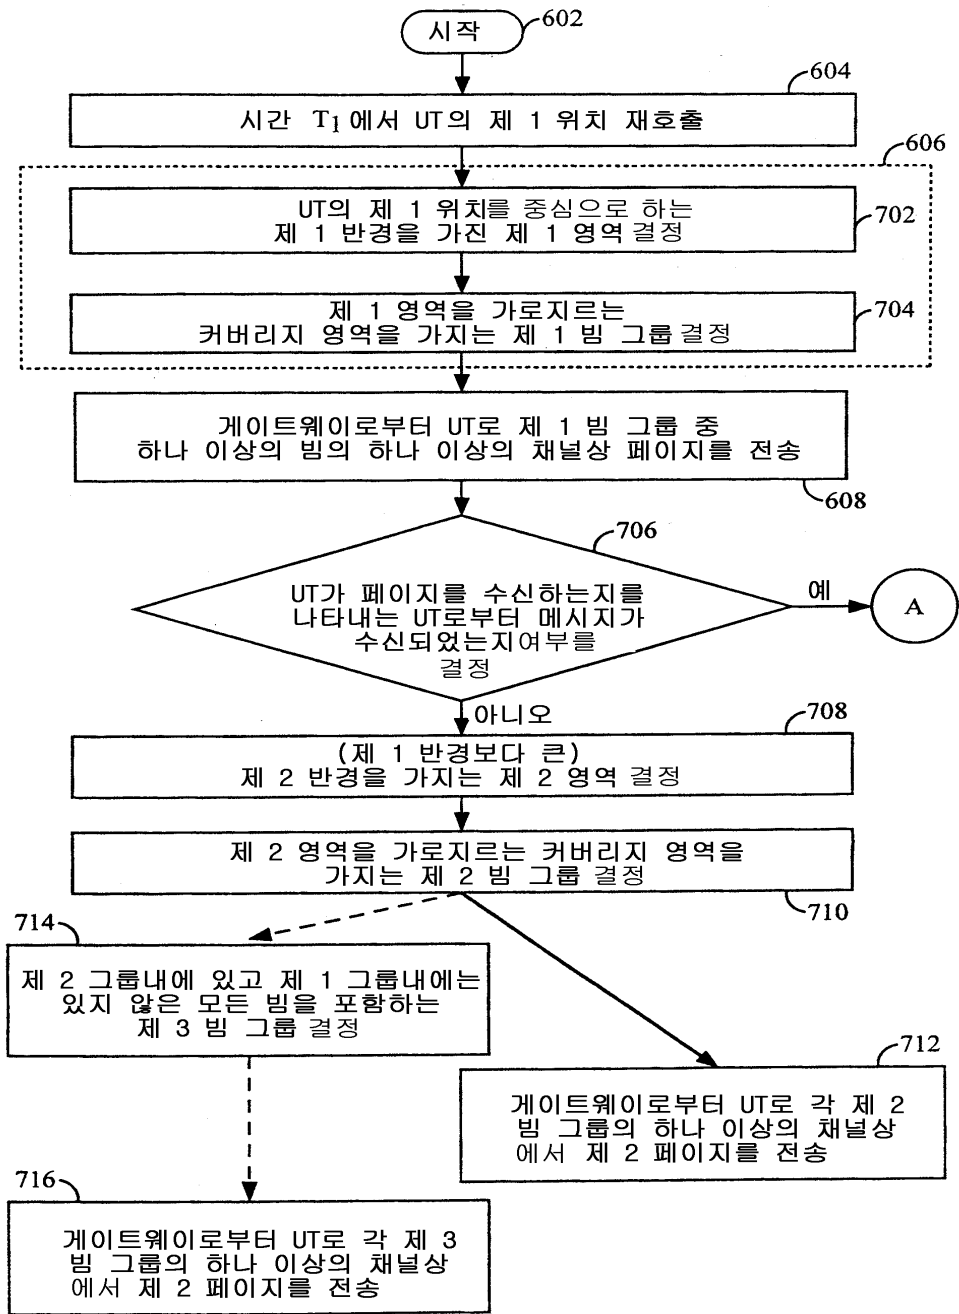 시작
602
604
시간 T1에서 UT의 제 1 위치 재호출
606
UT의 제 1 위치를 중심으로 하는
제 1 반경을 가진 제 1 영역 결정
702
제 1 영역을 가로지르는
커버리지 영역을 가지는 제 1 빔 그룹 결정
704
게이트웨이로부터 UT로 제 1 빔 그룹 중
하나 이상의 빔의 하나 이상의 채널상 페이지를 전송
608
706
UT가 페이지를 수신하는지를
나타내는 UT로부터 메시지가
수신되었는지여부를
결정
예
A
아니오
708
(제 1 반경보다 큰)
제 2 반경을 가지는 제 2 영역 결정
제 2 영역을 가로지르는 커버리지 영역을
가지는 제 2 빔 그룹 결정
710
714
제 2 그룹내에 있고 제 1 그룹내에는
있지 않은 모든 빔을 포함하는
제 3 빔 그룹 결정
712
게이트웨이로부터 UT로 각 제 2
빔 그룹의 하나 이상의 채널상
에서 제 2 페이지를 전송
716
게이트웨이로부터 UT로 각 제 3
빔 그룹의 하나 이상의 채널상
에서 제 2 페이지를 전송